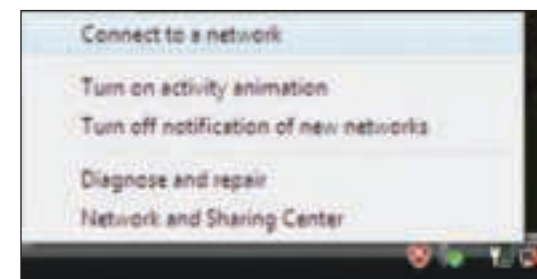 Connect to a network
Turn on activity animation
Turn off notification of new networks
Diagnose and repair
Network and Sharing Center